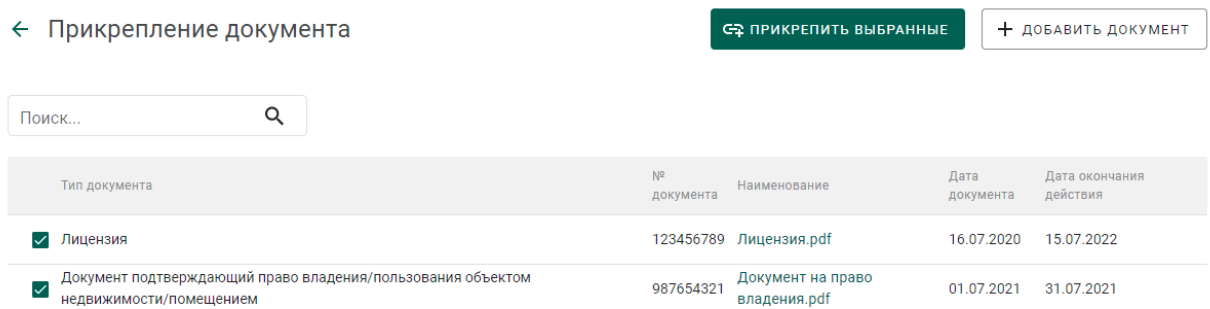 Прикрепление документа
ПРИКРЕПИТЬ ВЫБРАННЫЕ
ДОБАВИТЬ ДОКУМЕНТ
Поиск...
Тип документа
№
документа
Наименование
Дата
документа
Дата окончания
действия
Лицензия
123456789
Лицензия.pdf
16.07.2020
15.07.2022
Документ подтверждающий право владения/пользования объектом
недвижимости/помещением
987654321
Документ на право
владения.pdf
01.07.2021
31.07.2021